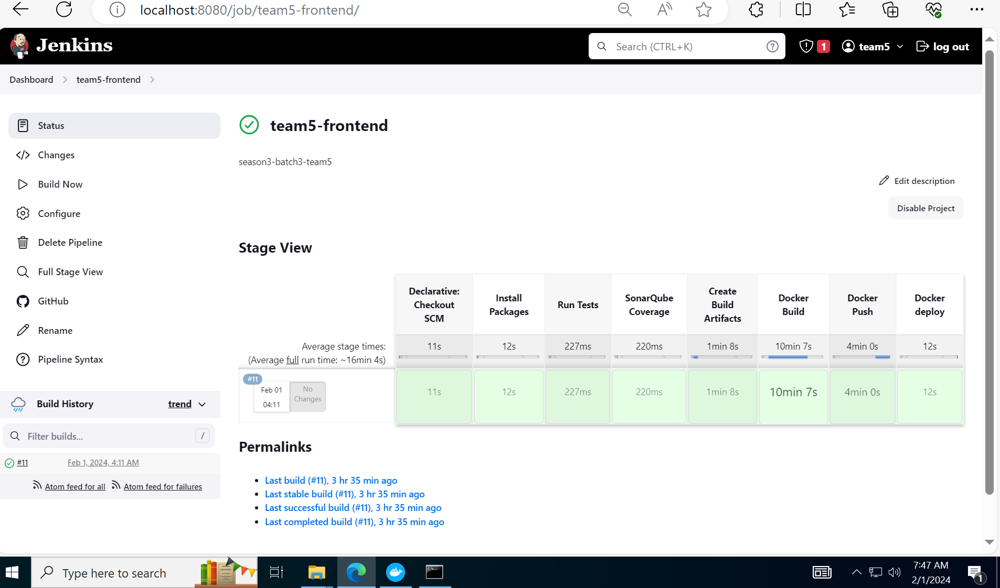 localhost:8080/job/team5-frontend/
Jenkins
Search (CTRL+K)
1
team5
log out
Dashboard
team5-frontend
Status
Changes
Build Now
Configure
Delete Pipeline
Full Stage View
GitHub
Rename
Pipeline Syntax
Build History
trend
Filter builds...
/
#11
Feb 1, 2024, 4:11 AM
Atom feed for all
Atom feed for failures
team5-frontend
season3-batch3-team5
Edit description
Disable Project
Stage View
Declarative:
Checkout
SCM
Install
Packages
Run Tests
SonarQube
Coverage
Create
Build
Artifacts
Docker
Build
Docker
Push
Docker
deploy
Average stage times:
(Average full run time: ~16min 4s)
11s
12s
227ms
220ms
1min 8s
10min 7s
4min 0s
12s
#11
Feb 01
04:11
No
Changes
11s
12s
227ms
220ms
1min 8s
10min 7s
4min 0s
12s
Permalinks
Last build (#11), 3 hr 35 min ago
Last stable build (#11), 3 hr 35 min ago
Last successful build (#11), 3 hr 35 min ago
Last completed build (#11), 3 hr 35 min ago
Type here to search
7:47 AM
2/1/2024
1